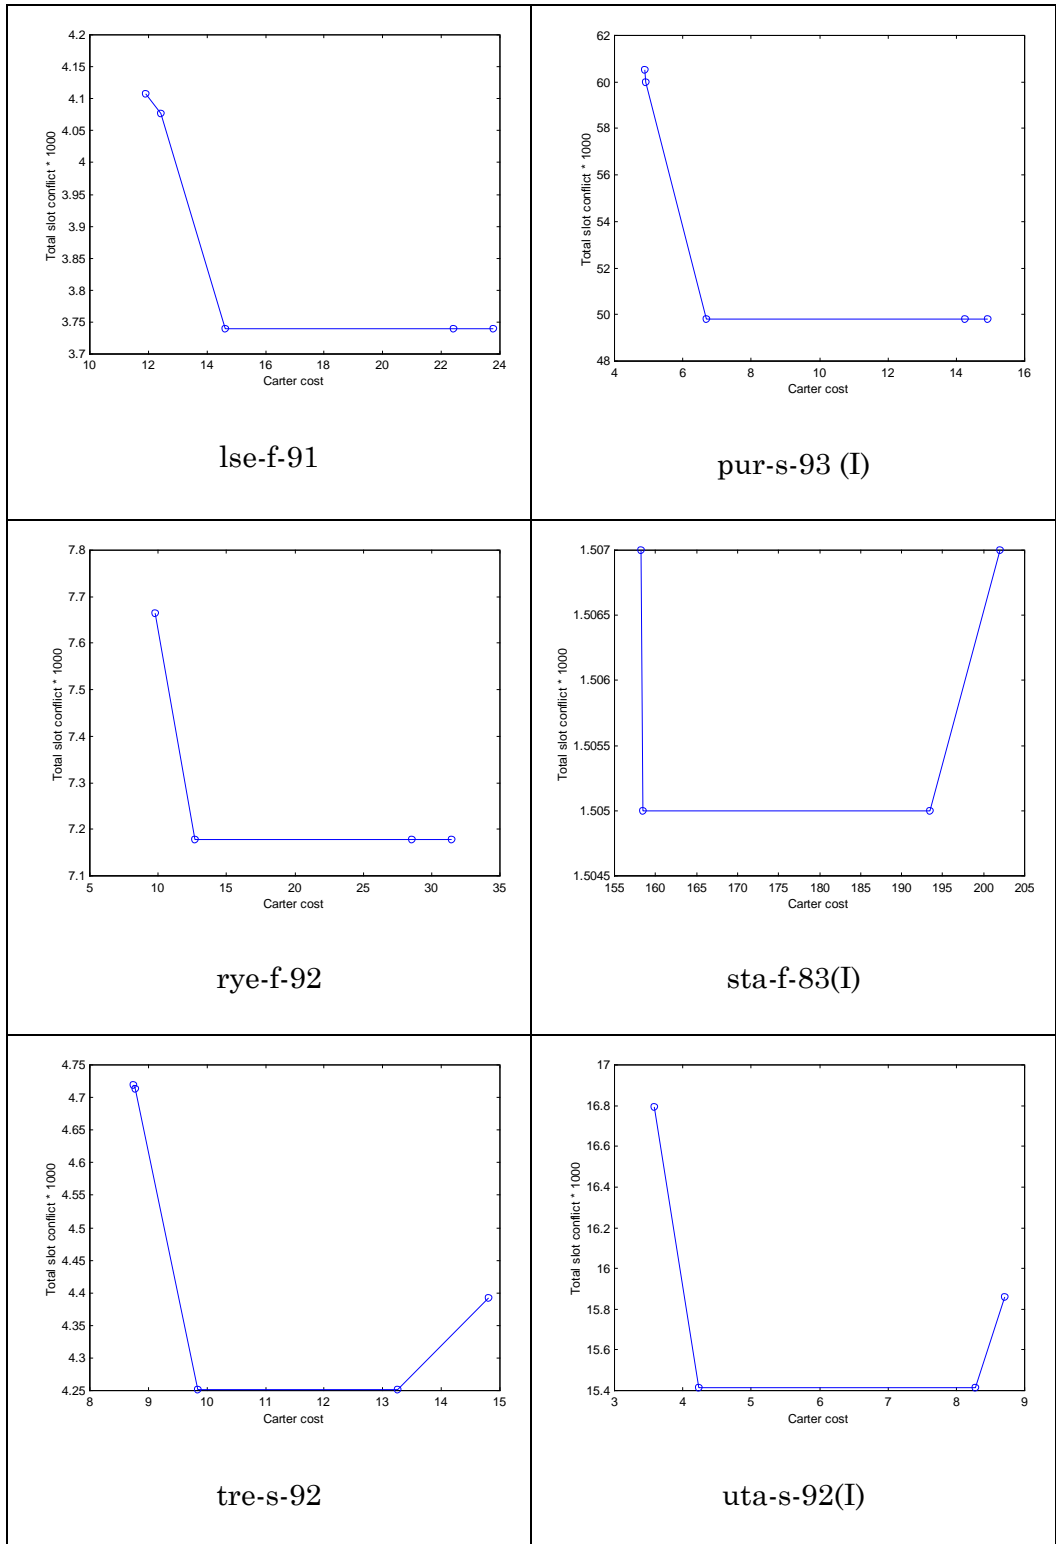 4.2
4.15
4.1
4.05
4
3.95
3.9
3.85
3.8
3.75
3.7
Total slot conflict * 1000
10 12 14 16 18 20 22 24
Carter cost
lse-f-91
62
60
58
56
54
52
50
48
Total slot conflict * 1000
4 6 8 10 12 14 16
Carter cost
pur-s-93 (I)
7.8
7.7
7.6
7.5
7.4
7.3
7.2
7.1
Total slot conflict * 1000
5 10 15 20 25 30 35
Carter cost
rye-f-92
1.507
1.5065
1.506
1.5055
1.505
1.5045
Total slot conflict * 1000
155 160 165 170 175 180 185 190 195 200 205
Carter cost
sta-f-83(I)
4.75
4.7
4.65
4.6
4.55
4.5
4.45
4.4
4.35
4.3
4.25
Total slot conflict * 1000
8 9 10 11 12 13 14 15
Carter cost
tre-s-92
17
16.8
16.6
16.4
16.2
16
15.8
15.6
15.4
Total slot conflict * 1000
3 4 5 6 7 8 9
Carter cost
uta-s-92(I)